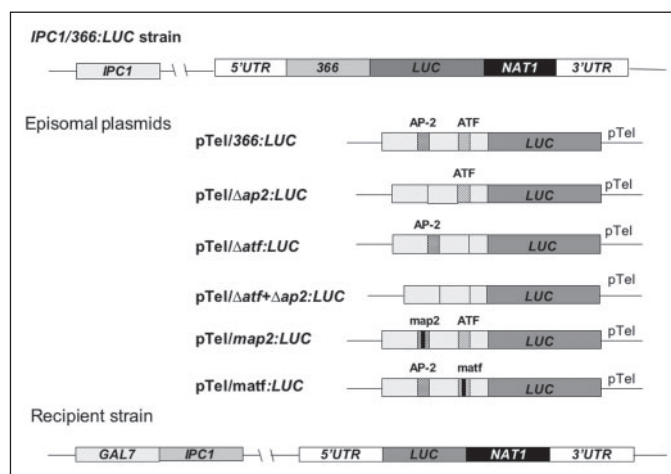 IPC1/366:LUC strain
IPC1 5'UTR 366 LUC NAT1 3'UTR
Episomal plasmids
AP-2 ATF
pTel/366:LUC LUC pTel
ATF
pTel/Δap2:LUC LUC pTel
AP-2
pTel/Δatf:LUC LUC pTel
pTel/Δatf+Δap2:LUC LUC pTel
map2 ATF
pTel/map2:LUC LUC pTel
AP-2 matf
pTel/matf:LUC LUC pTel
Recipient strain
GAL7 IPC1 5'UTR LUC NAT1 3'UTR